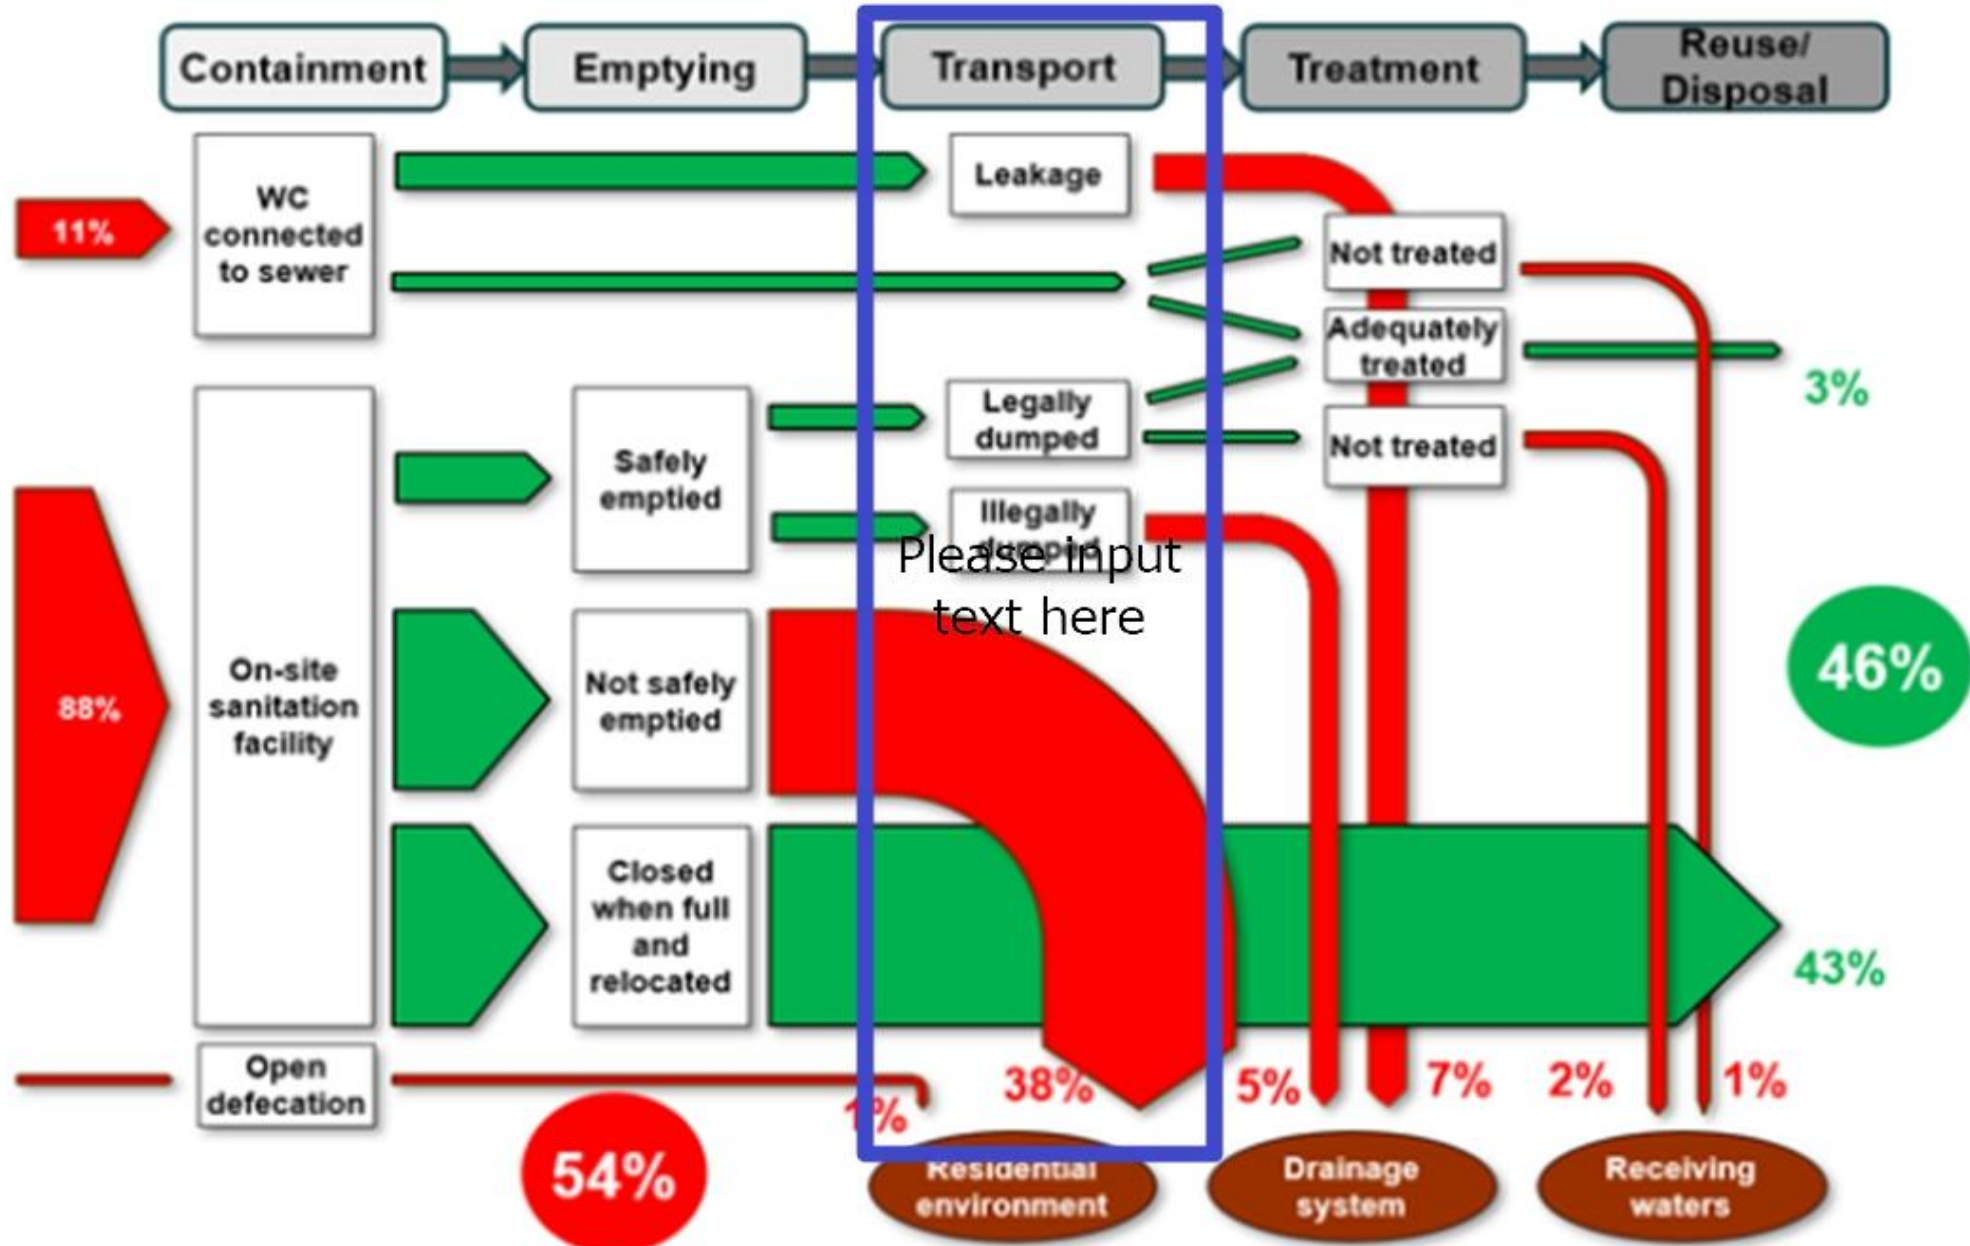 Containment
Emptying
Transport
Treatment
Reuse/
Disposal
11%
WC
connected
to sewer
Leakage
Not treated
Adequately
treated
3%
Legally
dumped
Not treated
Safely
emptied
Illegally
dumped
Please input
text here
88%
On-site
sanitation
facility
Not safely
emptied
46%
Closed
when full
and
relocated
43%
Open
defecation
1%
38%
5%
7%
2%
1%
54%
Residential
environment
Drainage
system
Receiving
waters